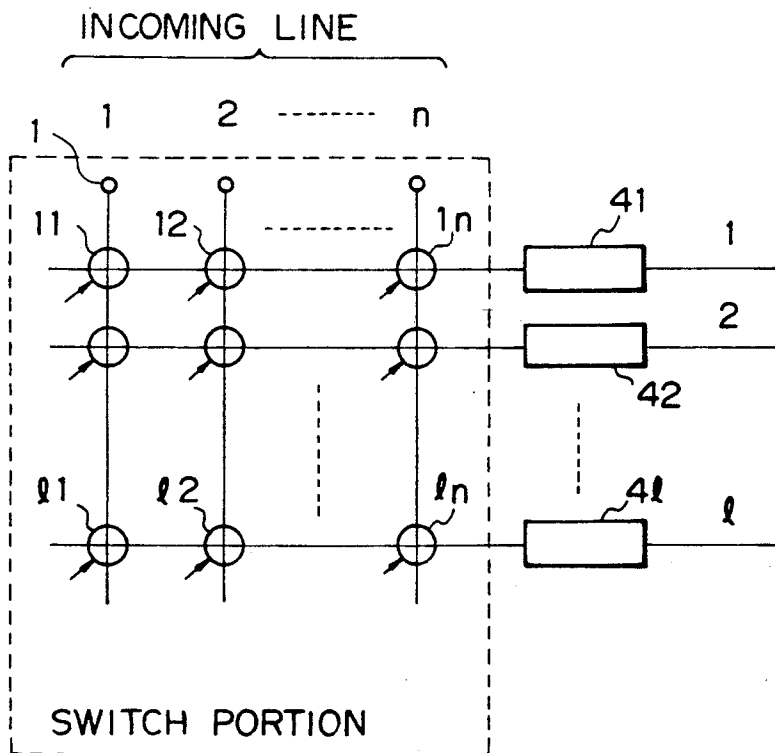 INCOMING LINE
1 2 n
1
11 12 1n 41 1
2
42
ℓ1 ℓ2 ℓn 4ℓ ℓ
SWITCH PORTION